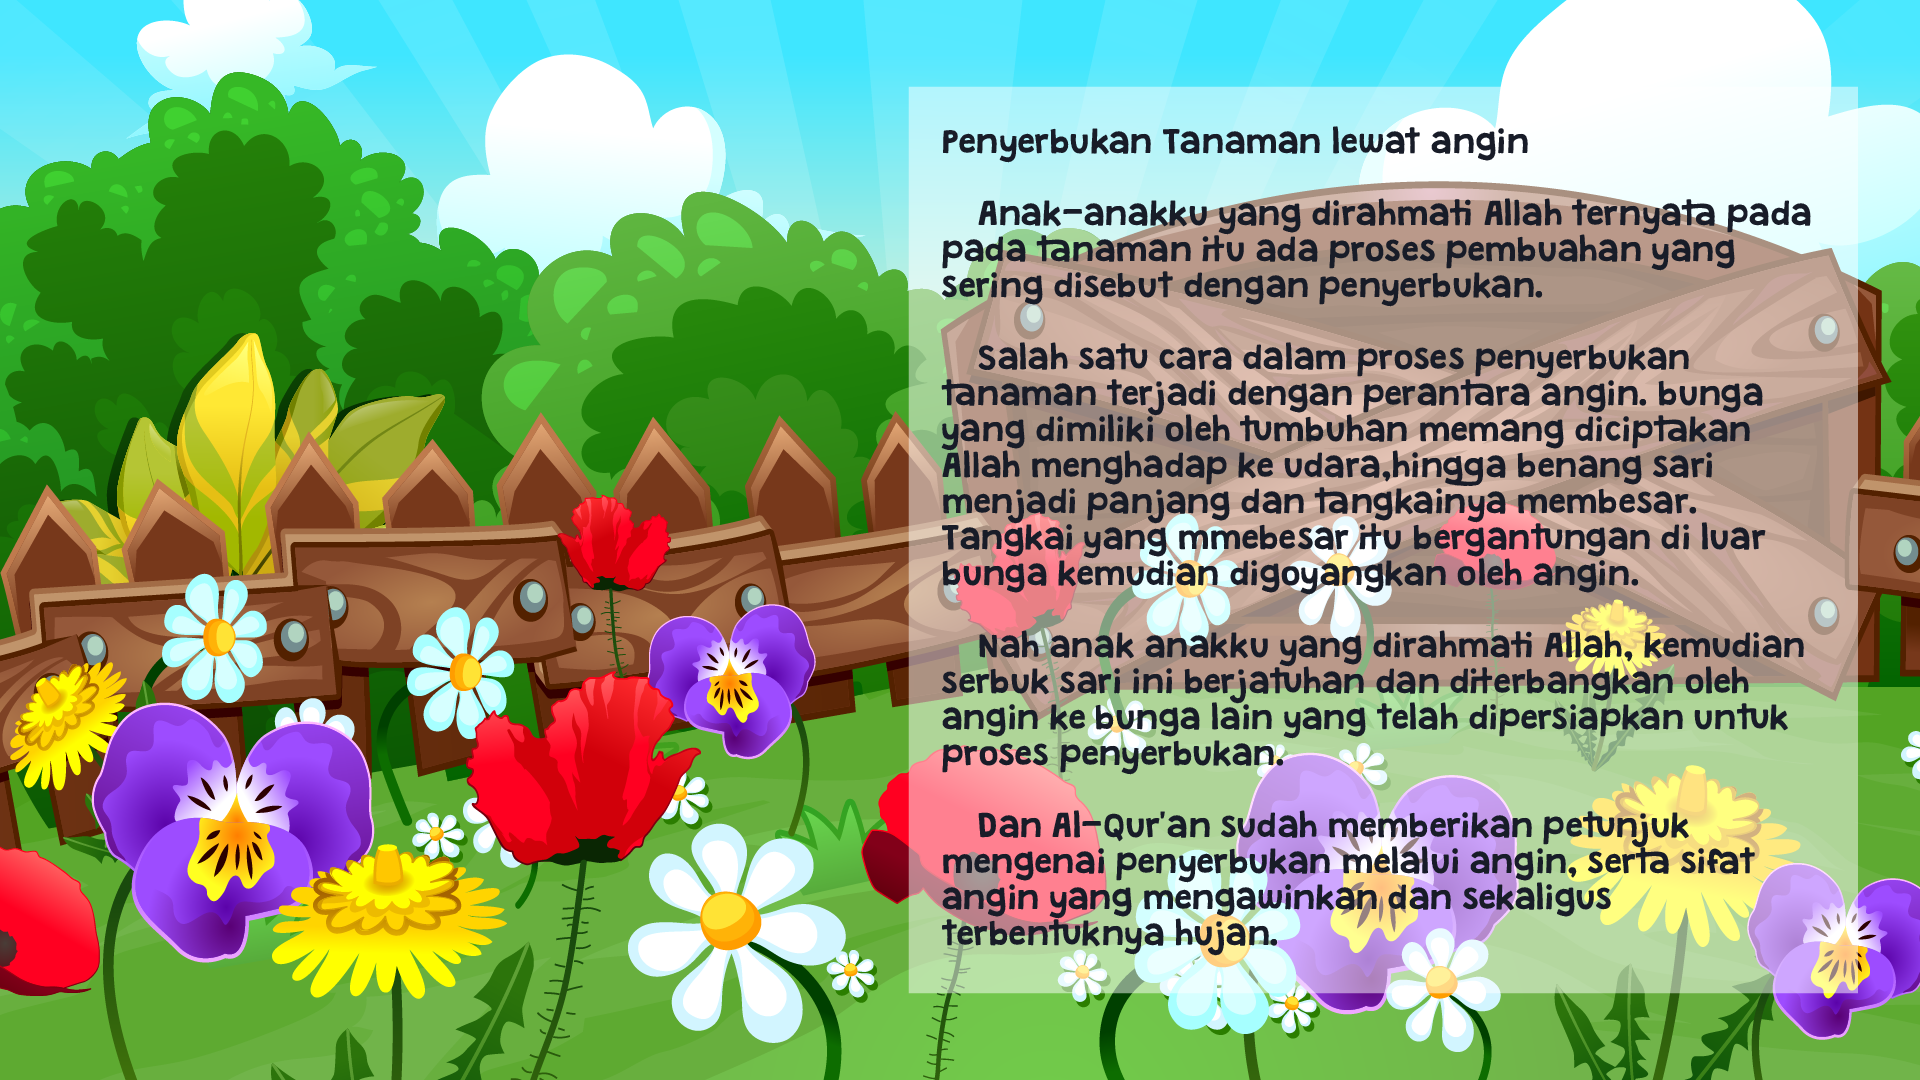 Penyerbukan Tanaman lewat angin
Anak-anakku yang dirahmati Allah ternyata pada
pada tanaman itu ada proses pembuahan yang
sering disebut dengan penyerbukan.
Salah satu cara dalam proses penyerbukan
tanaman terjadi dengan perantara angin. bunga
yang dimiliki oleh tumbuhan memang diciptakan
Allah menghadap ke udara,hingga benang sari
menjadi panjang dan tangkainya membesar.
Tangkai yang mmebesar itu bergantungan di luar
bunga kemudian digoyangkan oleh angin.
Nah anak anakku yang dirahmati Allah, kemudian
serbuk sari ini berjatuhan dan diterbangkan oleh
angin ke bunga lain yang telah dipersiapkan untuk
proses penyerbukan.
Dan Al-Qur'an sudah memberikan petunjuk
mengenai penyerbukan melalui angin, serta sifat
angin yang mengawinkan dan sekaligus
terbentuknya hujan.